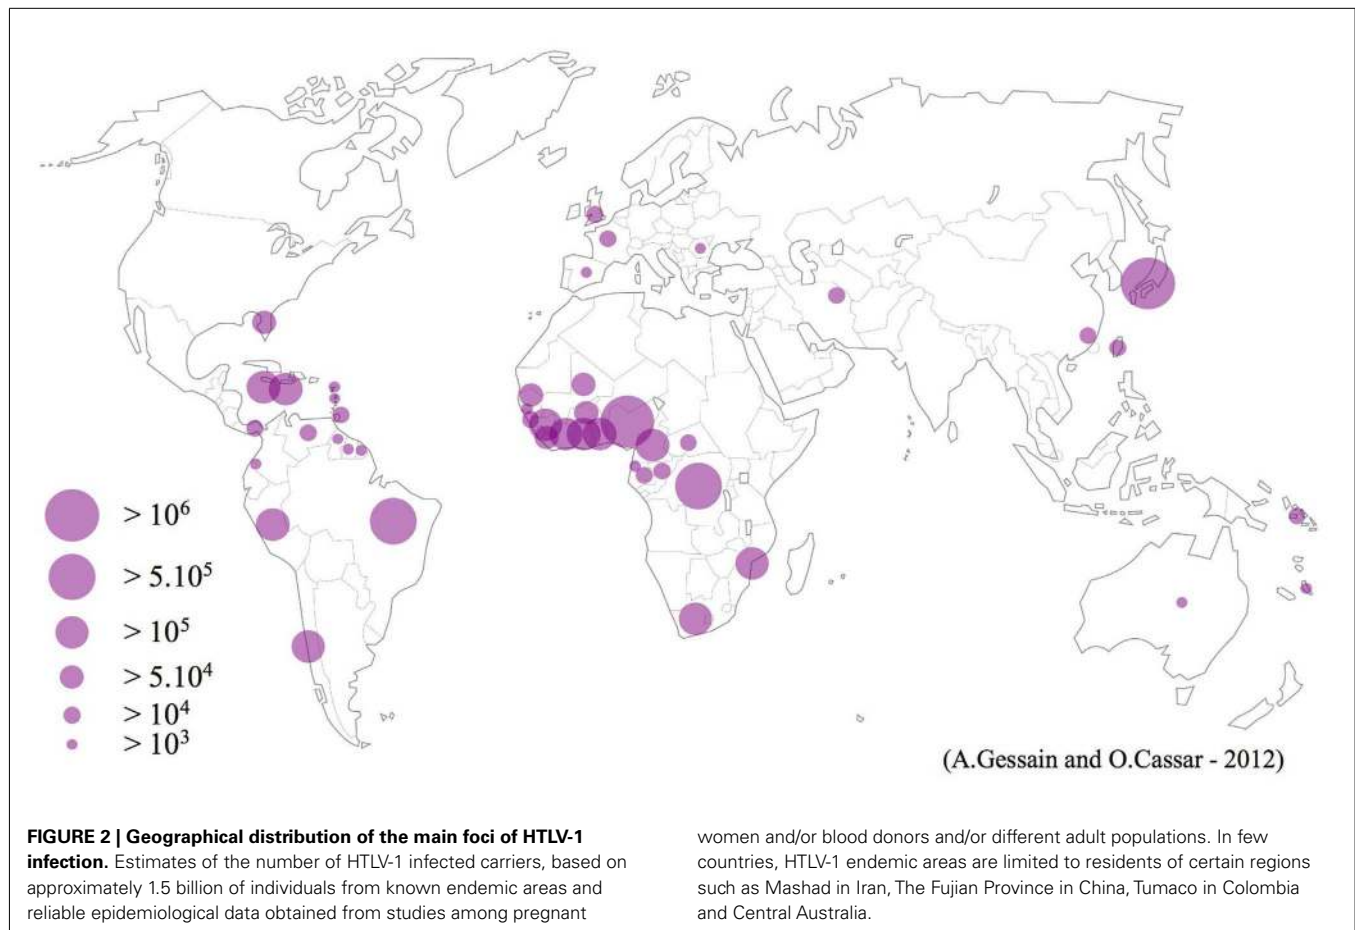 > 10⁶
> 5.10⁵
> 10⁵
> 5.10⁴
> 10⁴
> 10³
(A.Gessain and O.Cassar - 2012)
FIGURE 2 | Geographical distribution of the main foci of HTLV-1
infection. Estimates of the number of HTLV-1 infected carriers, based on
approximately 1.5 billion of individuals from known endemic areas and
reliable epidemiological data obtained from studies among pregnant
women and/or blood donors and/or different adult populations. In few
countries, HTLV-1 endemic areas are limited to residents of certain regions
such as Mashad in Iran, The Fujian Province in China, Tumaco in Colombia
and Central Australia.